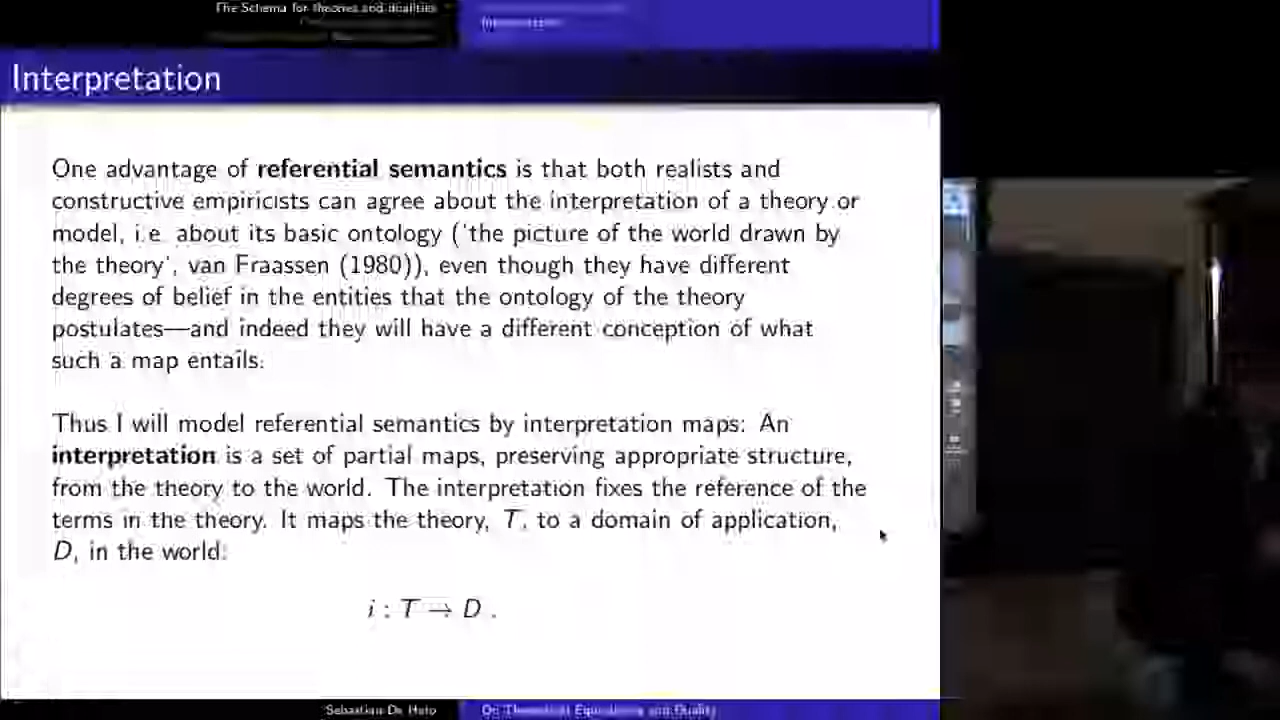 The Schema for theories and dualities
Interpretation
Interpretation
One advantage of referential semantics is that both realists and
constructive empiricists can agree about the interpretation of a theory or
model, i.e. about its basic ontology ('the picture of the world drawn by
the theory', van Fraassen (1980)), even though they have different
degrees of belief in the entities that the ontology of the theory
postulates—and indeed they will have a different conception of what
such a map entails.
Thus I will model referential semantics by interpretation maps: An
interpretation is a set of partial maps, preserving appropriate structure,
from the theory to the world. The interpretation fixes the reference of the
terms in the theory. It maps the theory, T, to a domain of application,
D, in the world:
i : T → D .
Sebastian De Haro
On Theoretical Equivalence and Duality